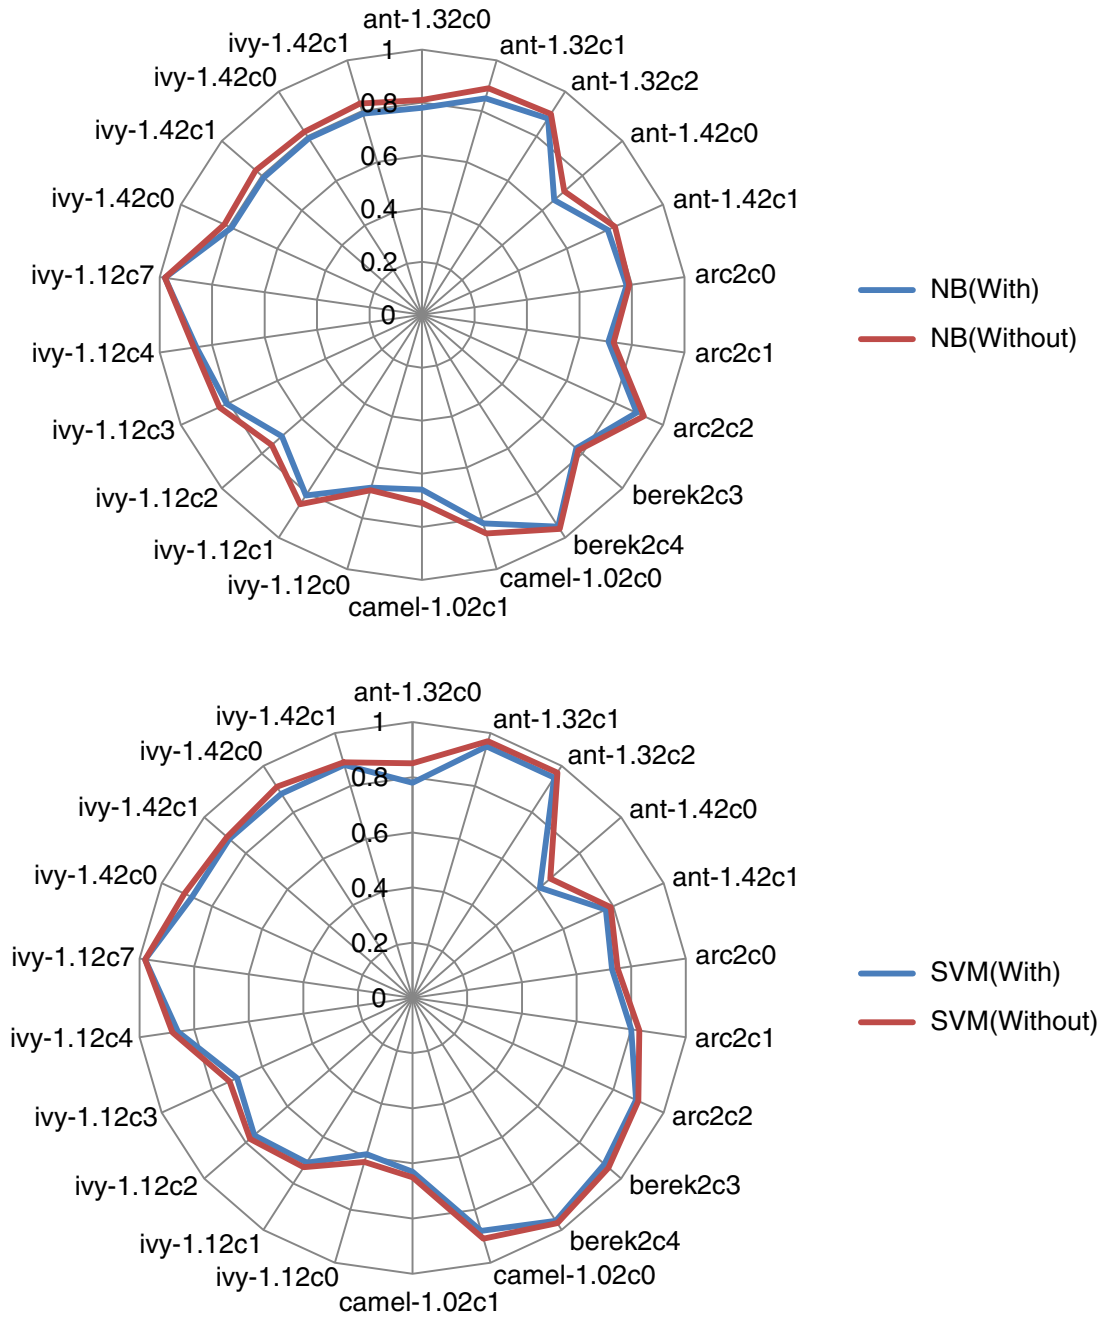 ant-1.32c0
ant-1.32c1
ant-1.32c2
ant-1.42c0
ant-1.42c1
arc2c0
arc2c1
arc2c2
berek2c3
berek2c4
camel-1.02c0
camel-1.02c1
ivy-1.12c0
ivy-1.12c1
ivy-1.12c2
ivy-1.12c3
ivy-1.12c4
ivy-1.12c7
ivy-1.42c0
ivy-1.42c1
ivy-1.42c0
ivy-1.42c1
1
0.8
0.6
0.4
0.2
0
NB(With)
NB(Without)
ant-1.32c0
ant-1.32c1
ant-1.32c2
ant-1.42c0
ant-1.42c1
arc2c0
arc2c1
arc2c2
berek2c3
berek2c4
camel-1.02c0
camel-1.02c1
ivy-1.12c0
ivy-1.12c1
ivy-1.12c2
ivy-1.12c3
ivy-1.12c4
ivy-1.12c7
ivy-1.42c0
ivy-1.42c1
ivy-1.42c0
ivy-1.42c1
1
0.8
0.6
0.4
0.2
0
SVM(With)
SVM(Without)